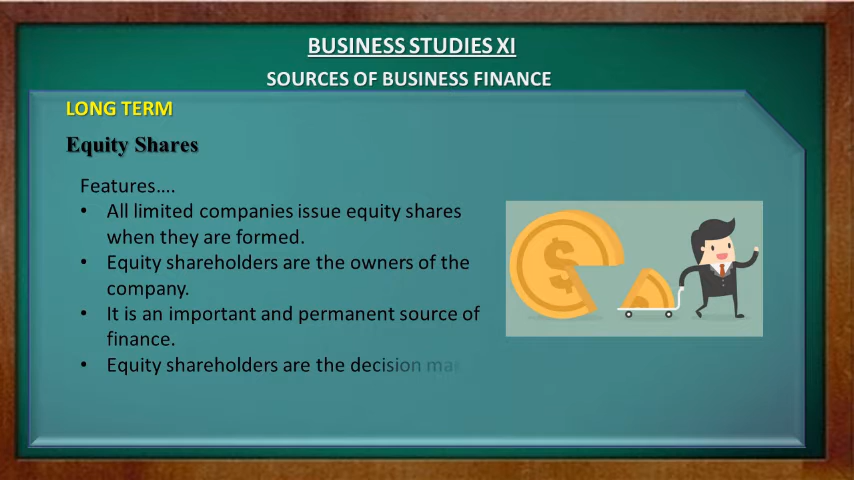 BUSINESS STUDIES XI
SOURCES OF BUSINESS FINANCE
LONG TERM
Equity Shares
Features....
• All limited companies issue equity shares
when they are formed.
• Equity shareholders are the owners of the
company.
• It is an important and permanent source of
finance.
• Equity shareholders are the decision
$